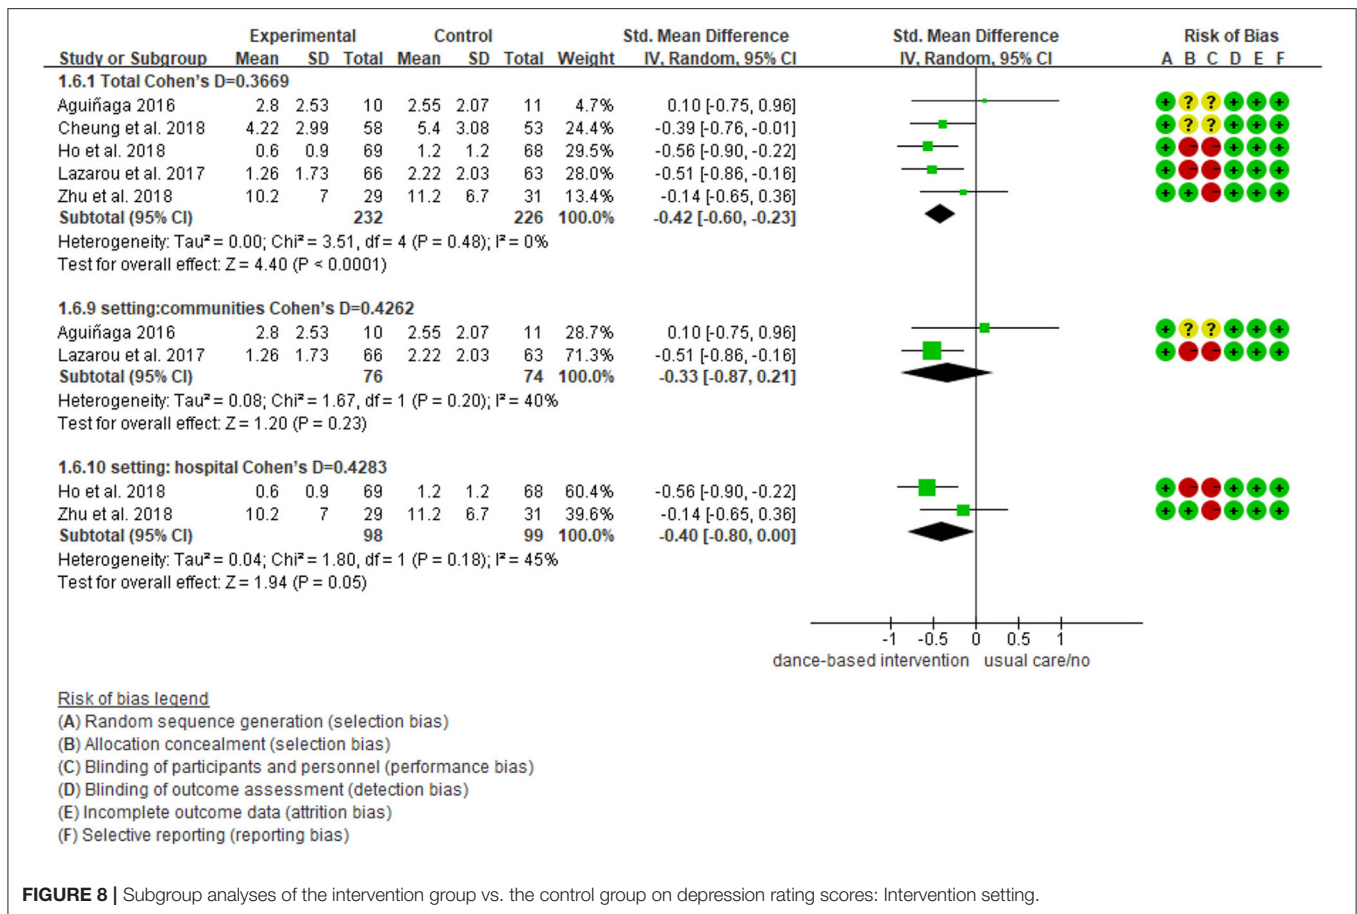 Experimental Control Std. Mean Difference Std. Mean Difference Risk of Bias
Study or Subgroup Mean SD Total Mean SD Total Weight IV, Random, 95% CI IV, Random, 95% CI A B C D E F
1.6.1 Total Cohen's D=0.3669
Aguiñaga 2016 2.8 2.53 10 2.55 2.07 11 4.7% 0.10 [-0.75, 0.96] + ? ? + + +
Cheung et al. 2018 4.22 2.99 58 5.4 3.08 53 24.4% -0.39 [-0.76, -0.01] + ? ? + + +
Ho et al. 2018 0.6 0.9 69 1.2 1.2 68 29.5% -0.56 [-0.90, -0.22] + - - + + +
Lazarou et al. 2017 1.26 1.73 66 2.22 2.03 63 28.0% -0.51 [-0.86, -0.16] + - - + + +
Zhu et al. 2018 10.2 7 29 11.2 6.7 31 13.4% -0.14 [-0.65, 0.36] + + - + + +
Subtotal (95% CI) 232 226 100.0% -0.42 [-0.60, -0.23]
Heterogeneity: Tau² = 0.00; Chi² = 3.51, df = 4 (P = 0.48); I² = 0%
Test for overall effect: Z = 4.40 (P < 0.0001)
1.6.9 setting:communities Cohen's D=0.4262
Aguiñaga 2016 2.8 2.53 10 2.55 2.07 11 28.7% 0.10 [-0.75, 0.96] + ? ? + + +
Lazarou et al. 2017 1.26 1.73 66 2.22 2.03 63 71.3% -0.51 [-0.86, -0.16] + - - + + +
Subtotal (95% CI) 76 74 100.0% -0.33 [-0.87, 0.21]
Heterogeneity: Tau² = 0.08; Chi² = 1.67, df = 1 (P = 0.20); I² = 40%
Test for overall effect: Z = 1.20 (P = 0.23)
1.6.10 setting: hospital Cohen's D=0.4283
Ho et al. 2018 0.6 0.9 69 1.2 1.2 68 60.4% -0.56 [-0.90, -0.22] + - - + + +
Zhu et al. 2018 10.2 7 29 11.2 6.7 31 39.6% -0.14 [-0.65, 0.36] + + - + + +
Subtotal (95% CI) 98 99 100.0% -0.40 [-0.80, 0.00]
Heterogeneity: Tau² = 0.04; Chi² = 1.80, df = 1 (P = 0.18); I² = 45%
Test for overall effect: Z = 1.94 (P = 0.05)
-1 -0.5 0 0.5 1
dance-based intervention usual care/no
Risk of bias legend
(A) Random sequence generation (selection bias)
(B) Allocation concealment (selection bias)
(C) Blinding of participants and personnel (performance bias)
(D) Blinding of outcome assessment (detection bias)
(E) Incomplete outcome data (attrition bias)
(F) Selective reporting (reporting bias)
FIGURE 8 | Subgroup analyses of the intervention group vs. the control group on depression rating scores: Intervention setting.